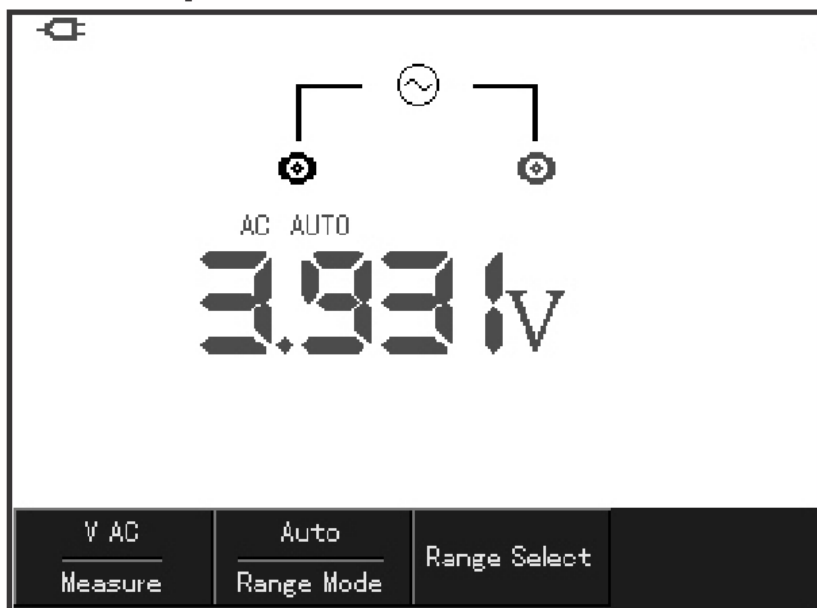 AC AUTO
3.931V
V AC
Measure
Auto
Range Mode
Range Select